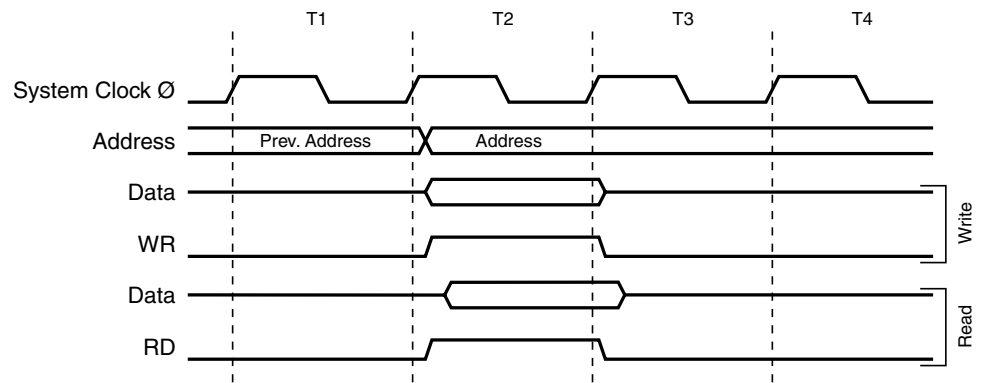 T1 T2 T3 T4
System Clock Ø
Address Prev. Address Address
Data
WR
Write
Data
RD
Read